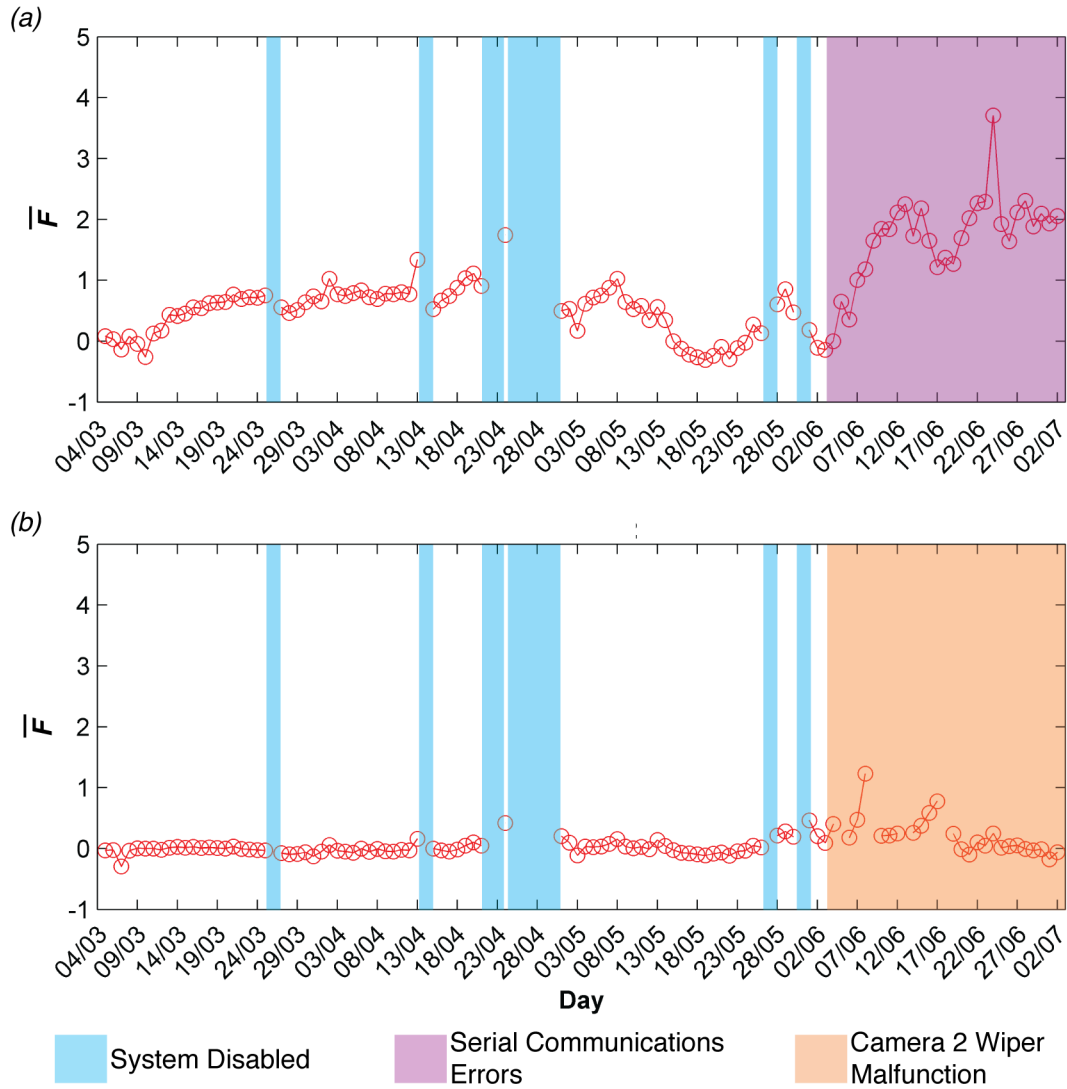 (a)
5
4
3
2
1
0
-1
F
04/03 09/03 14/03 19/03 24/03 29/03 03/04 08/04 13/04 18/04 23/04 28/04 03/05 08/05 13/05 18/05 23/05 28/05 02/06 07/06 12/06 17/06 22/06 27/06 02/07
(b)
5
4
3
2
1
0
-1
F
04/03 09/03 14/03 19/03 24/03 29/03 03/04 08/04 13/04 18/04 23/04 28/04 03/05 08/05 13/05 18/05 23/05 28/05 02/06 07/06 12/06 17/06 22/06 27/06 02/07
Day
System Disabled
Serial Communications
Errors
Camera 2 Wiper
Malfunction